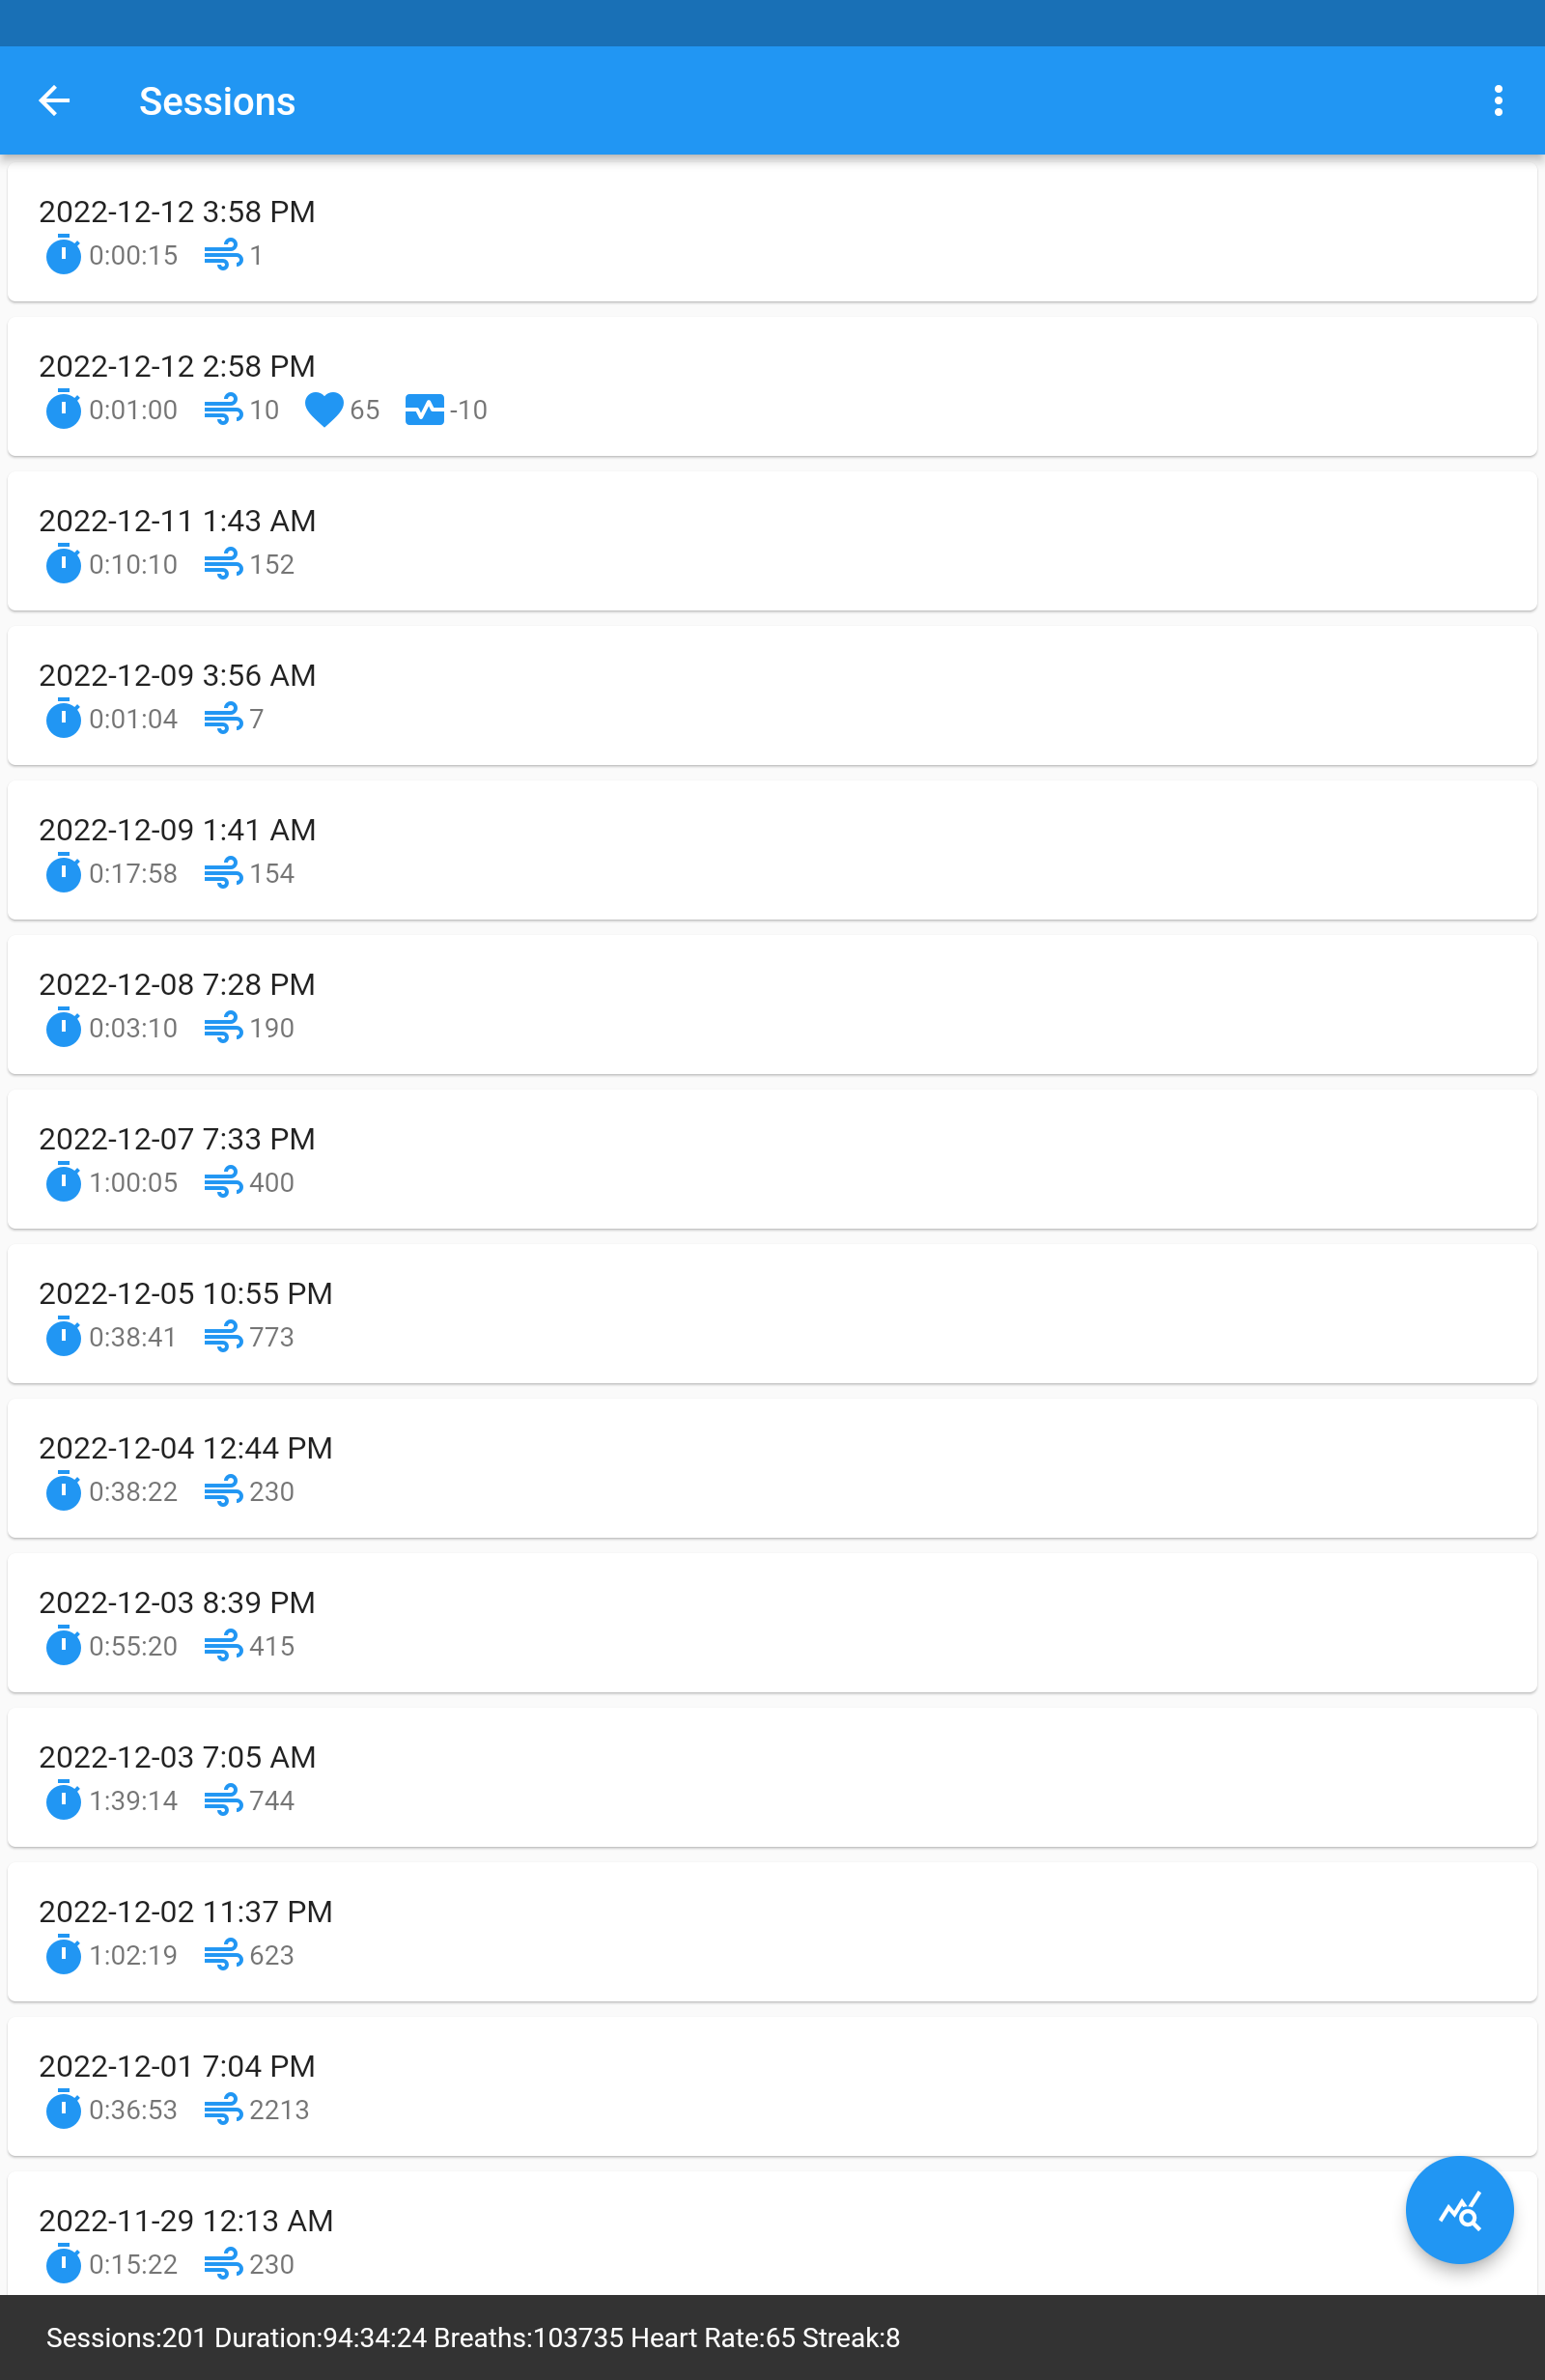 Sessions
2022-12-12 3:58 PM
0:00:15 1
2022-12-12 2:58 PM
0:01:00 10 65 -10
2022-12-11 1:43 AM
0:10:10 152
2022-12-09 3:56 AM
0:01:04 7
2022-12-09 1:41 AM
0:17:58 154
2022-12-08 7:28 PM
0:03:10 190
2022-12-07 7:33 PM
1:00:05 400
2022-12-05 10:55 PM
0:38:41 773
2022-12-04 12:44 PM
0:38:22 230
2022-12-03 8:39 PM
0:55:20 415
2022-12-03 7:05 AM
1:39:14 744
2022-12-02 11:37 PM
1:02:19 623
2022-12-01 7:04 PM
0:36:53 2213
2022-11-29 12:13 AM
0:15:22 230
Sessions:201 Duration:94:34:24 Breaths:103735 Heart Rate:65 Streak:8